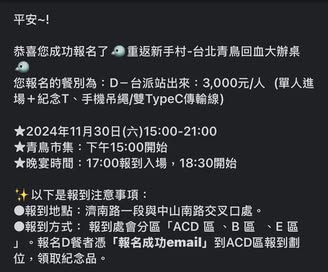 平安~!
恭喜您成功報名了🐦重返新手村-台北青鳥回血大辦桌
🐦
您報名的餐別為：D－台派站出來：3,000元/人 （單人進
場＋紀念T、手機吊繩/雙TypeC傳輸線）
★2024年11月30日(六)15:00-21:00
★青鳥市集：下午15:00開始
★晚宴時間：17:00報到入場，18:30開始
✨以下是報到注意事項：
●報到地點：濟南路一段與中山南路交叉口處。
●報到方式： 報到處會分區「ACD 區 、B 區 、E 區
」。報名D餐者憑「報名成功email」到ACD區報到劃
位，領取紀念品。